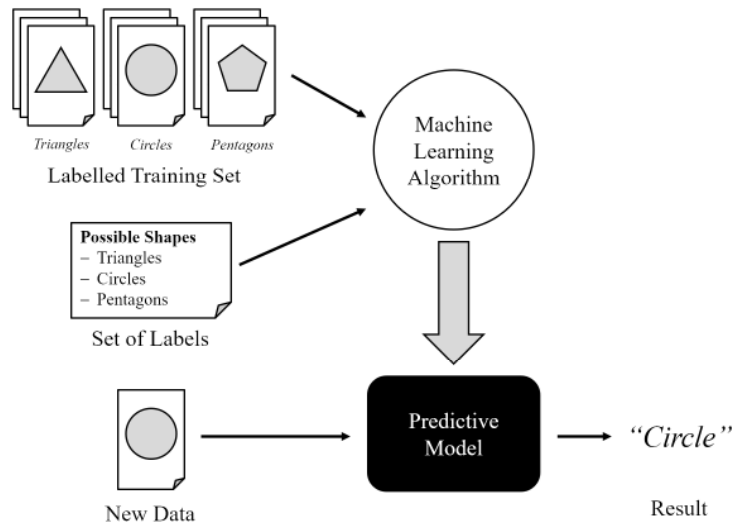 Triangles
Circles
Pentagons
Labelled Training Set
Machine
Learning
Algorithm
Possible Shapes
– Triangles
– Circles
– Pentagons
Set of Labels
Predictive
Model
“Circle”
New Data
Result